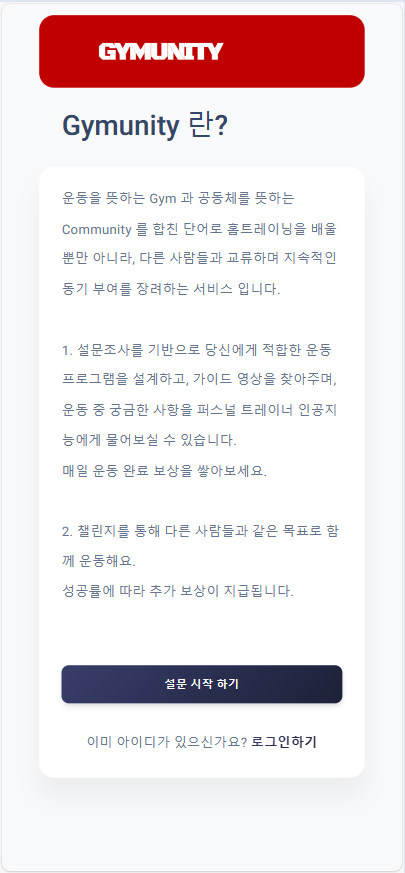 GYMUNITY
Gymunity 란?
운동을 뜻하는 Gym 과 공동체를 뜻하는
Community 를 합친 단어로 홈트레이닝을 배울
뿐만 아니라, 다른 사람들과 교류하며 지속적인
동기 부여를 장려하는 서비스 입니다.
1. 설문조사를 기반으로 당신에게 적합한 운동
프로그램을 설계하고, 가이드 영상을 찾아주며,
운동 중 궁금한 사항을 퍼스널 트레이너 인공지
능에게 물어보실 수 있습니다.
매일 운동 완료 보상을 쌓아보세요.
2. 챌린지를 통해 다른 사람들과 같은 목표로 함
께 운동해요.
성공률에 따라 추가 보상이 지급됩니다.
설문 시작 하기
이미 아이디가 있으신가요? 로그인하기